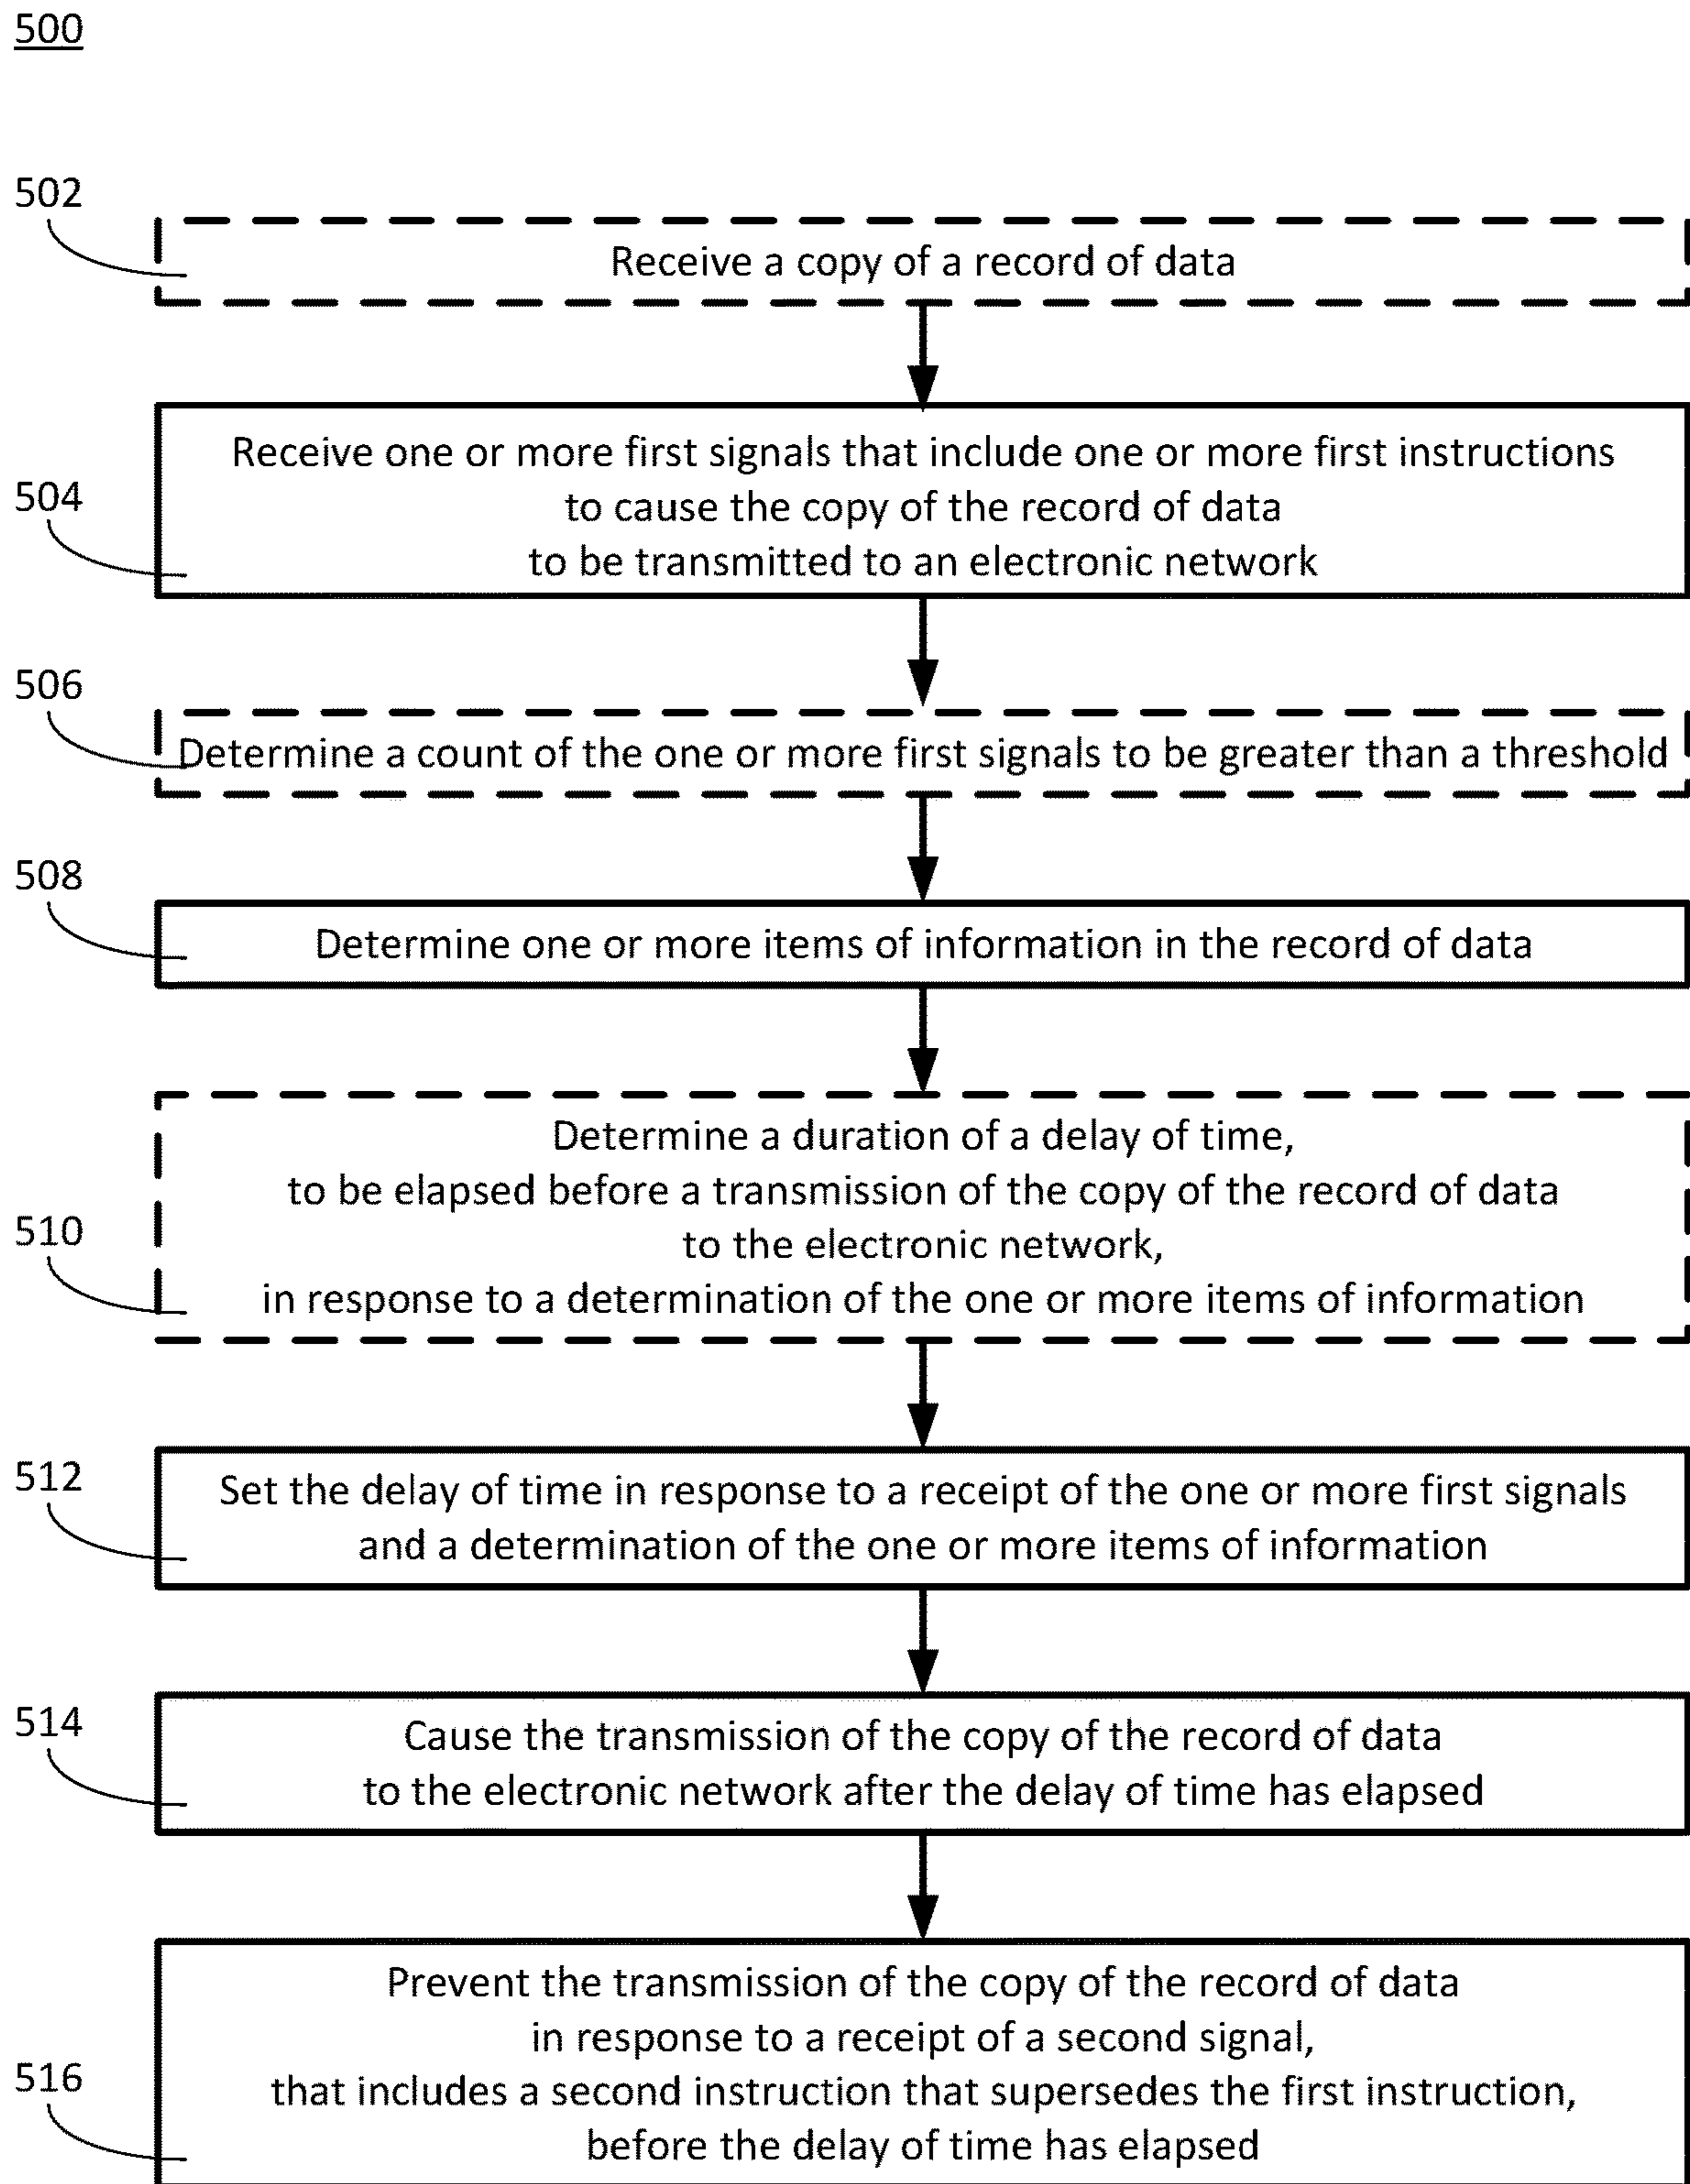 500
502
Receive a copy of a record of data
504
Receive one or more first signals that include one or more first instructions
to cause the copy of the record of data
to be transmitted to an electronic network
506
Determine a count of the one or more first signals to be greater than a threshold
508
Determine one or more items of information in the record of data
510
Determine a duration of a delay of time,
to be elapsed before a transmission of the copy of the record of data
to the electronic network,
in response to a determination of the one or more items of information
512
Set the delay of time in response to a receipt of the one or more first signals
and a determination of the one or more items of information
514
Cause the transmission of the copy of the record of data
to the electronic network after the delay of time has elapsed
516
Prevent the transmission of the copy of the record of data
in response to a receipt of a second signal,
that includes a second instruction that supersedes the first instruction,
before the delay of time has elapsed